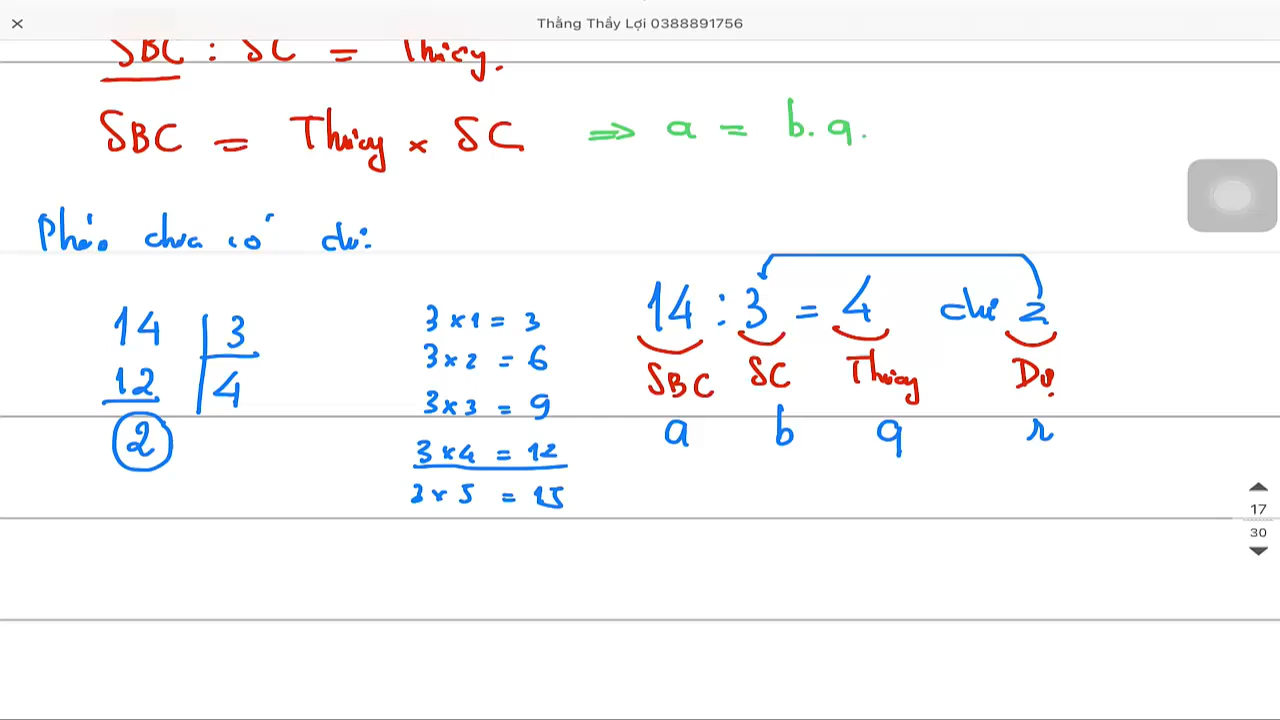 Thằng Thầy Lợi 0388891756
SBC : SC = Thương.
SBC = Thương × SC ⇒ a = b.q.
Phép chia có dư:
14 : 3 = 4 dư 2
SBC SC Thương Dư
a b q r
14 | 3
12 | 4
2
3 × 1 = 3
3 × 2 = 6
3 × 3 = 9
3 × 4 = 12
3 × 5 = 15
17
30